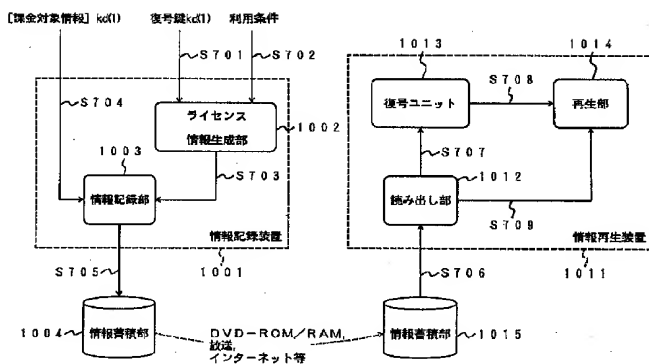 [課金対象情報] kc(1)
復号鍵kd(1)
利用条件
S701
S702
S704
ライセンス
情報生成部
1002
1003
S703
情報記録部
情報記録装置
S705
1001
1004
情報蓄積部
DVD-ROM/RAM,
放送,
インターネット等
1013
1014
S708
復号ユニット
再生部
S707
1012
読み出し部
S709
情報再生装置
S706
1011
情報蓄積部
1015